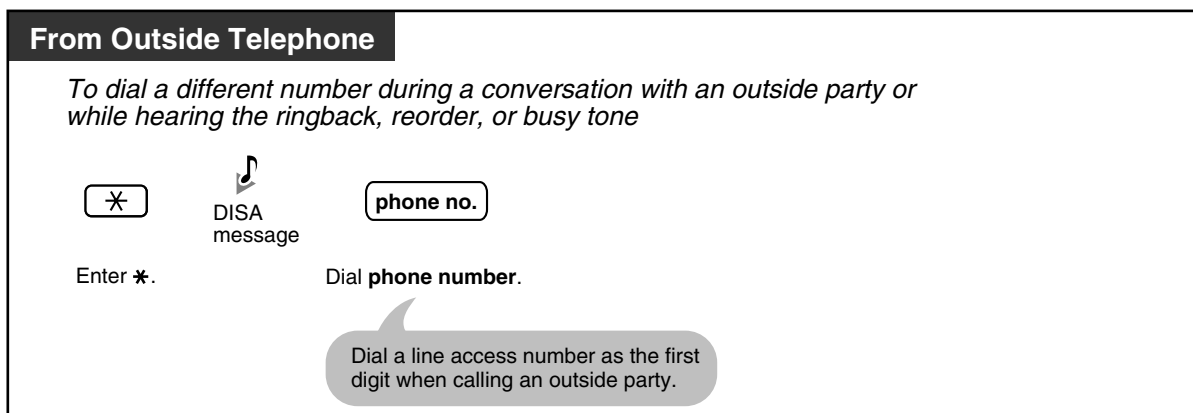 From Outside Telephone
To dial a different number during a conversation with an outside party or
while hearing the ringback, reorder, or busy tone
* phone no.
DISA
message
Enter *. Dial phone number.
Dial a line access number as the first
digit when calling an outside party.